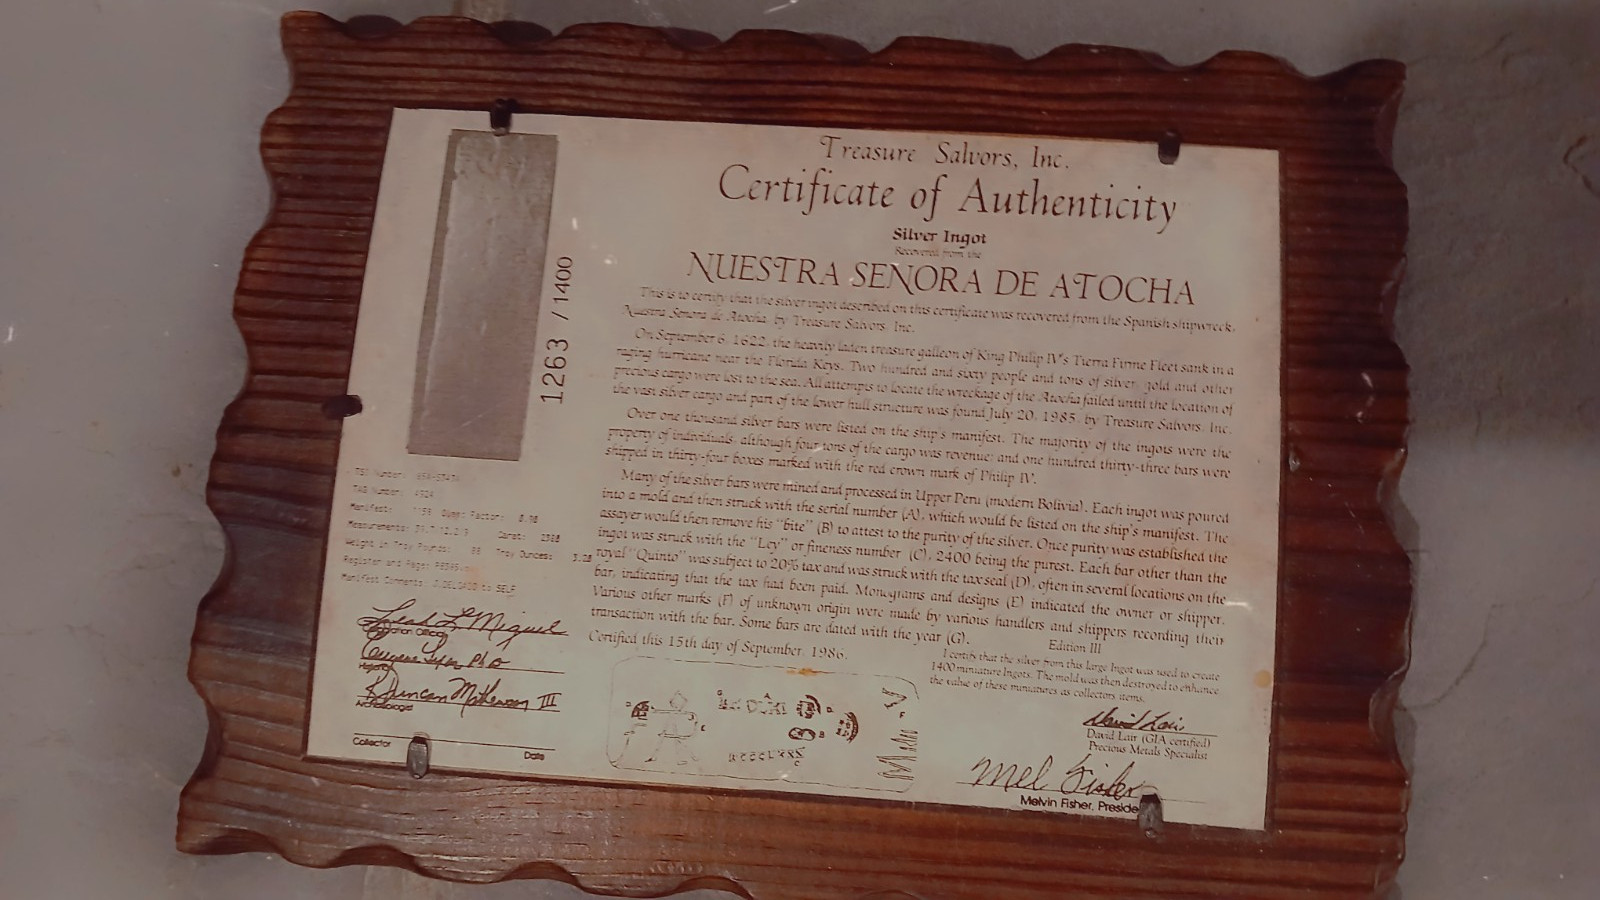 Treasure Salvors, Inc.
Certificate of Authenticity
Silver Ingot
Recovered from the
NUESTRA SENORA DE ATOCHA
This is to certify that the silver ingot described on this certificate was recovered from the Spanish shipwreck,
Nuestra Senora de Atocha, by Treasure Salvors, Inc.
On September 6, 1622, the heavily laden treasure galleon of King Philip IV's Tierra Firme Fleet sank in a
raging hurricane near the Florida Keys. Two hundred and sixty people and tons of silver, gold and other
precious cargo were lost to the sea. All attempts to locate the wreckage of the Atocha failed until the location of
the vast silver cargo and part of the lower hull structure was found July 20, 1985, by Treasure Salvors, Inc.
Over one thousand silver bars were listed on the ship's manifest. The majority of the ingots were the
property of individuals, although four tons of the cargo was revenue; and one hundred thirty-three bars were
shipped in thirty-four boxes marked with the red crown mark of Philip IV.
Many of the silver bars were mined and processed in Upper Peru (modern Bolivia). Each ingot was poured
into a mold and then struck with the serial number (A), which would be listed on the ship's manifest. The
assayer would then remove his "bite" (B) to attest to the purity of the silver. Once purity was established the
ingot was struck with the "Ley" or fineness number (C), 2400 being the purest. Each bar other than the
royal "Quinto" was subject to 20% tax and was struck with the tax seal (D), often in several locations on the
bar, indicating that the tax had been paid. Monograms and designs (E) indicated the owner or shipper.
Various other marks (F) of unknown origin were made by various handlers and shippers recording their
transaction with the bar. Some bars are dated with the year (G).
Certified this 15th day of September, 1986.
1263 / 1400
TSI Number:
TAG Number:
Manifest: Dwg: Factor: 0.90
Measurements: Carat:
Weight in Troy Pounds: Troy Ounces:
Register and Page:
Manifest Comments: O.DELGADO to SELF
Historian
K Duncan Mathewson III
Archaeologist
Collector Date
Edition III
I certify that the silver from this large Ingot was used to create
1400 miniature Ingots. The mold was then destroyed to enhance
the value of these miniatures as collectors items.
David Lair
David Lair (GIA certified)
Precious Metals Specialist
Mel Fisher
Melvin Fisher, Preside